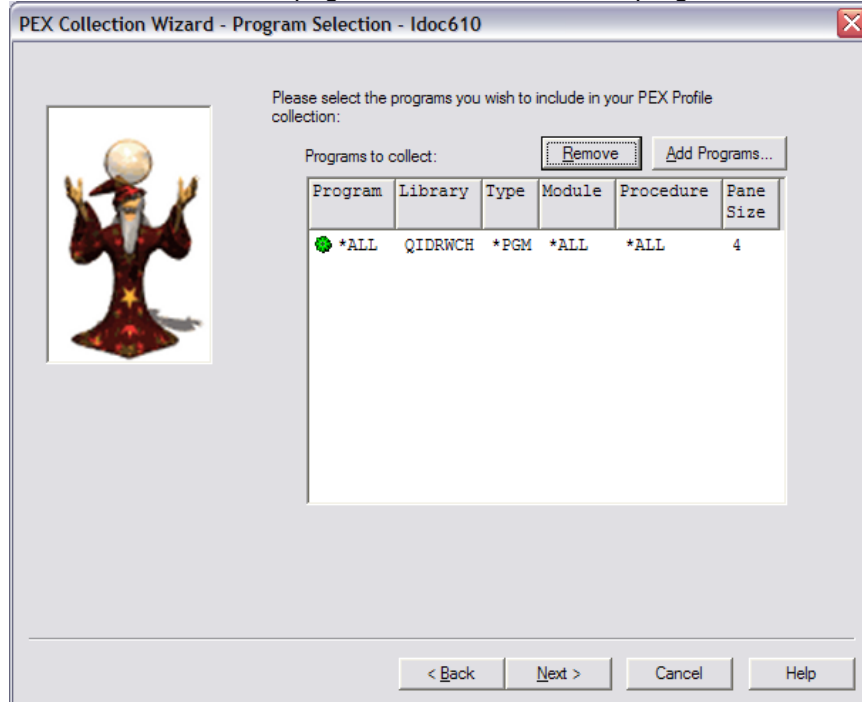 PEX Collection Wizard - Program Selection - Idoc610
Please select the programs you wish to include in your PEX Profile
collection:
Programs to collect:
Remove
Add Programs...
Program Library Type Module Procedure Pane
Size
*ALL QIDRWCH *PGM *ALL *ALL 4
< Back
Next >
Cancel
Help